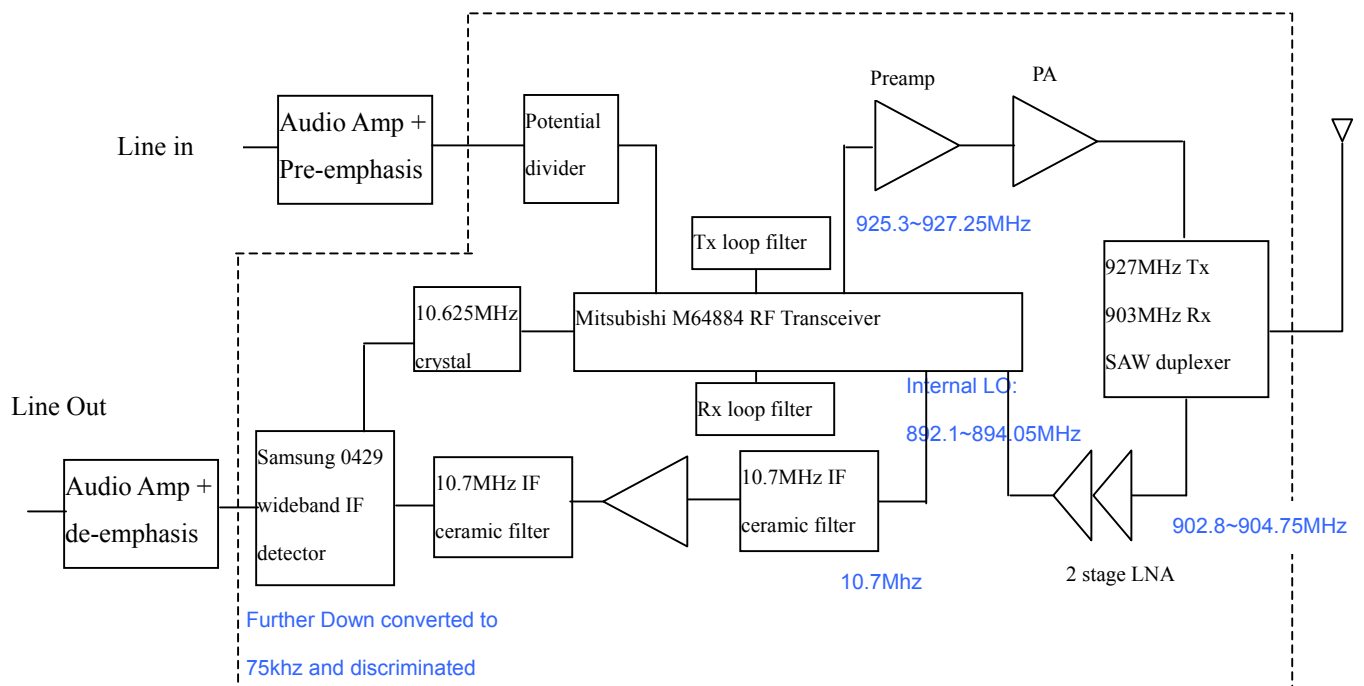 Preamp
PA
Line in
Audio Amp +
Pre-emphasis
Potential
divider
925.3~927.25MHz
Tx loop filter
927MHz Tx
903MHz Rx
SAW duplexer
10.625MHz
crystal
Mitsubishi M64884 RF Transceiver
Internal LO:
892.1~894.05MHz
Rx loop filter
Line Out
Audio Amp +
de-emphasis
Samsung 0429
wideband IF
detector
10.7MHz IF
ceramic filter
10.7MHz IF
ceramic filter
902.8~904.75MHz
2 stage LNA
10.7Mhz
Further Down converted to
75khz and discriminated